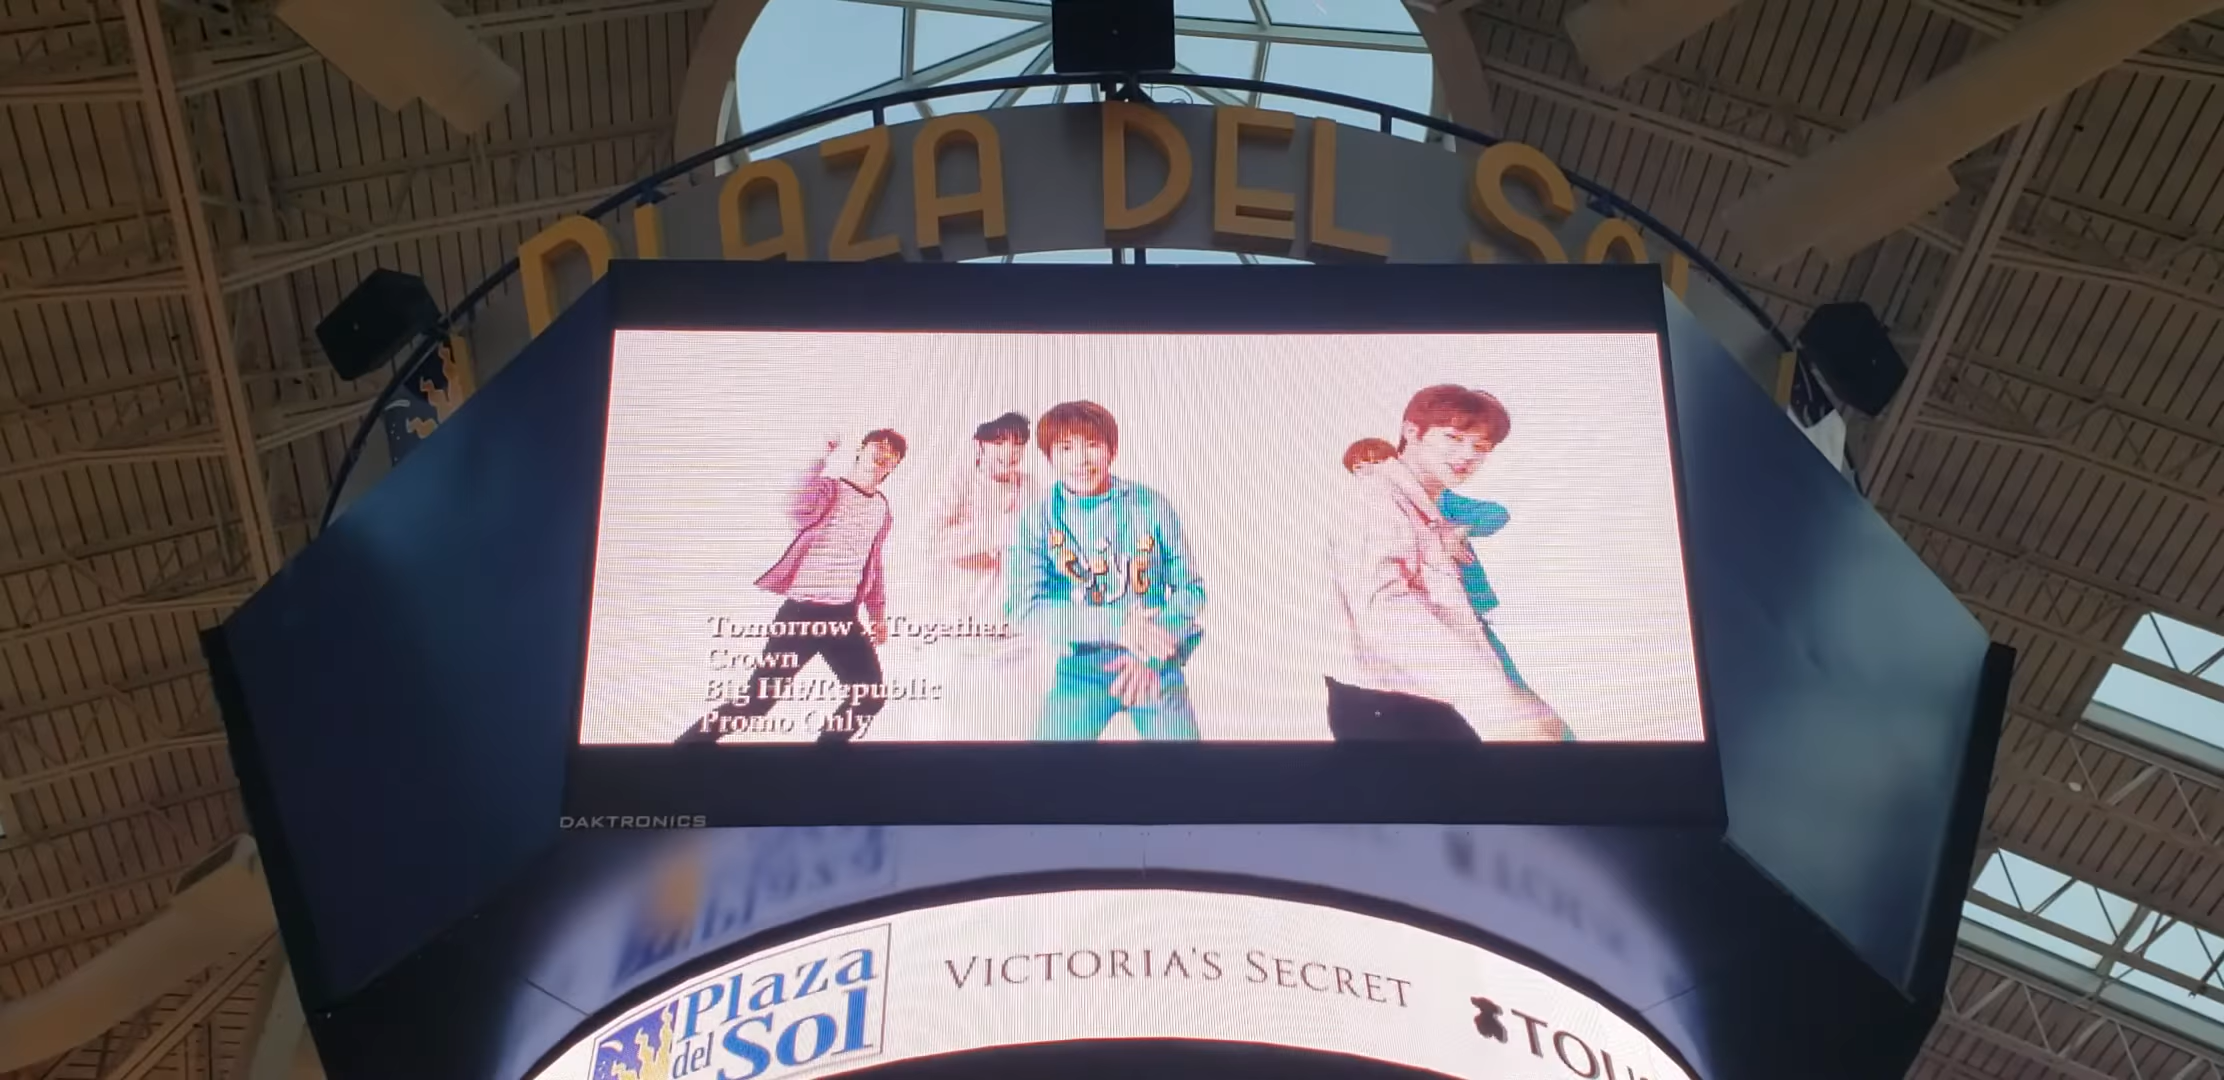 PLAZA DEL SOL
Tomorrow x Together
Crown
Big Hit/Republic
Promo Only
DAKTRONICS
Plaza
del Sol
VICTORIA'S SECRET